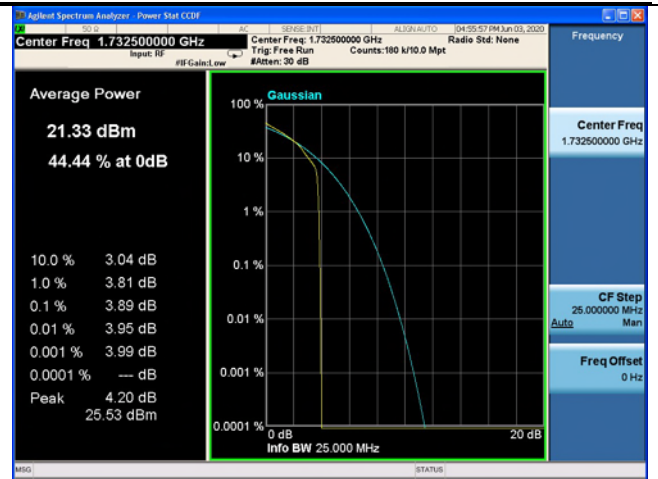 Agilent Spectrum Analyzer - Power Stat CCDF
50 Ω AC SENSE:INT ALIGN AUTO 04:55:57 PM Jun 03, 2020
Center Freq 1.732500000 GHz
Input: RF
#IFGain:Low
Center Freq: 1.732500000 GHz Radio Std: None
Trig: Free Run Counts:180 k/10.0 Mpt
#Atten: 30 dB
Frequency
Average Power
21.33 dBm
44.44 % at 0dB
10.0 % 3.04 dB
1.0 % 3.81 dB
0.1 % 3.89 dB
0.01 % 3.95 dB
0.001 % 3.99 dB
0.0001 % --- dB
Peak 4.20 dB
25.53 dBm
Gaussian
100 %
10 %
1 %
0.1 %
0.01 %
0.001 %
0.0001 %
0 dB 20 dB
Info BW 25.000 MHz
Center Freq
1.732500000 GHz
CF Step
25.000000 MHz
Auto Man
Freq Offset
0 Hz
MSG STATUS